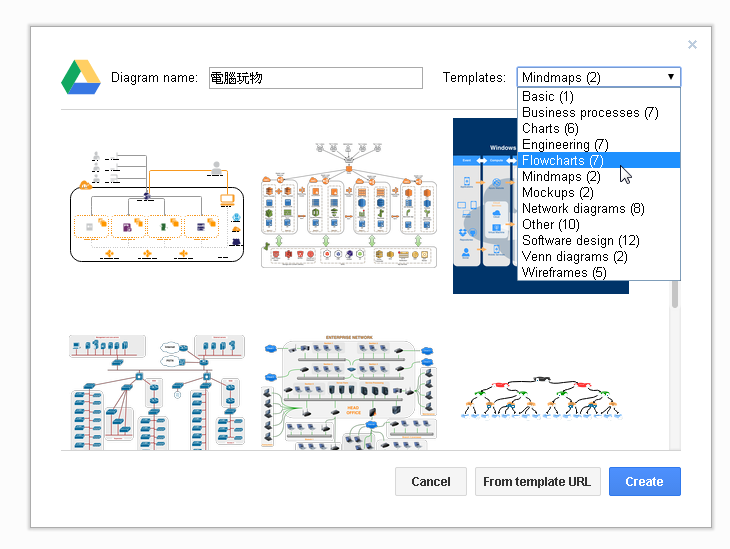 Diagram name: 電腦玩物 Templates: Mindmaps (2)
Basic (1)
Business processes (7)
Charts (6)
Engineering (7)
Flowcharts (7)
Mindmaps (2)
Mockups (2)
Network diagrams (8)
Other (10)
Software design (12)
Venn diagrams (2)
Wireframes (5)
Windows
ENTERPRISE NETWORK
HEAD
OFFICE
Cancel From template URL Create